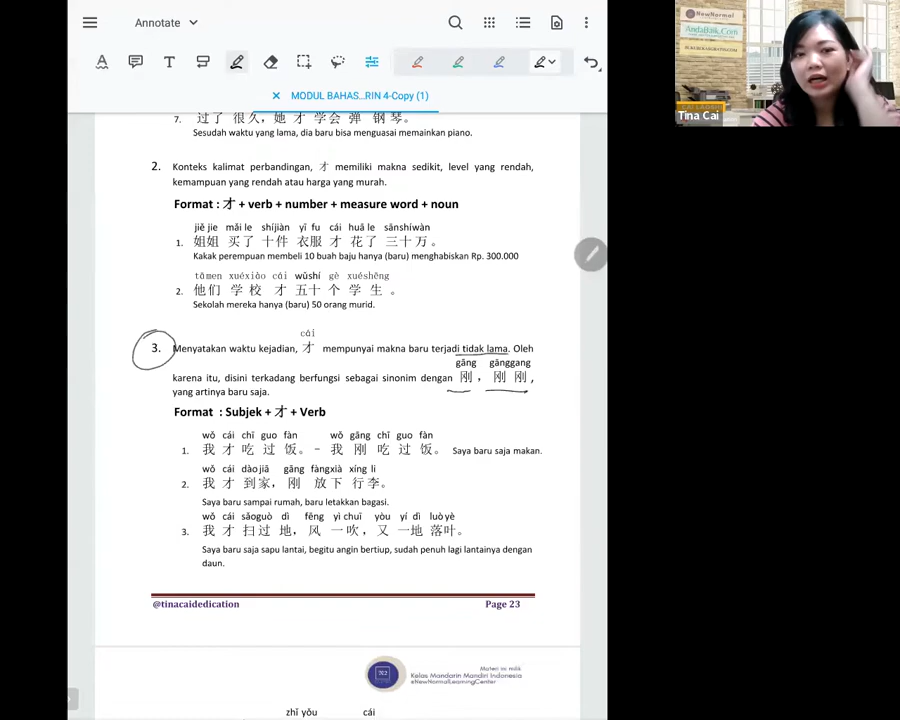 Annotate
MODUL BAHAS...RIN 4-Copy (1)
NewNormal
AndaBaik.Com
Tina Cai
7. 过了 很久，她 才 学会 弹 钢 琴。
Sesudah waktu yang lama, dia baru bisa menguasai memainkan piano.
2. Konteks kalimat perbandingan, 才 memiliki makna sedikit, level yang rendah,
kemampuan yang rendah atau harga yang murah.
Format : 才 + verb + number + measure word + noun
jiě jie mǎi le shíjiàn yī fu cái huā le sānshíwàn
1. 姐姐 买了 十件 衣服 才 花了 三十万。
Kakak perempuan membeli 10 buah baju hanya (baru) menghabiskan Rp. 300.000
tāmen xuéxiào cái wǔshí gè xuéshēng
2. 他们 学 校 才 五十 个 学 生 。
Sekolah mereka hanya (baru) 50 orang murid.
cái
3. Menyatakan waktu kejadian, 才 mempunyai makna baru terjadi tidak lama. Oleh
gāng gānggang
karena itu, disini terkadang berfungsi sebagai sinonim dengan 刚，刚 刚,
yang artinya baru saja.
Format : Subjek + 才 + Verb
wǒ cái chī guo fàn wǒ gāng chī guo fàn
1. 我 才 吃 过 饭。– 我 刚 吃 过 饭。 Saya baru saja makan.
wǒ cái dàojiā gāng fàngxià xíng li
2. 我 才 到家，刚 放下 行李。
Saya baru sampai rumah, baru letakkan bagasi.
wǒ cái sǎoguò dì fēng yì chuī yòu yí dì luò yè
3. 我 才 扫过 地，风 一吹，又 一地 落叶。
Saya baru saja sapu lantai, begitu angin bertiup, sudah penuh lagi lantainya dengan
daun.
@tinacaidedication Page 23
Materi ini milik
Kelas Mandarin Mandiri Indonesia
@NewNormalLearningCenter
zhǐ yǒu cái